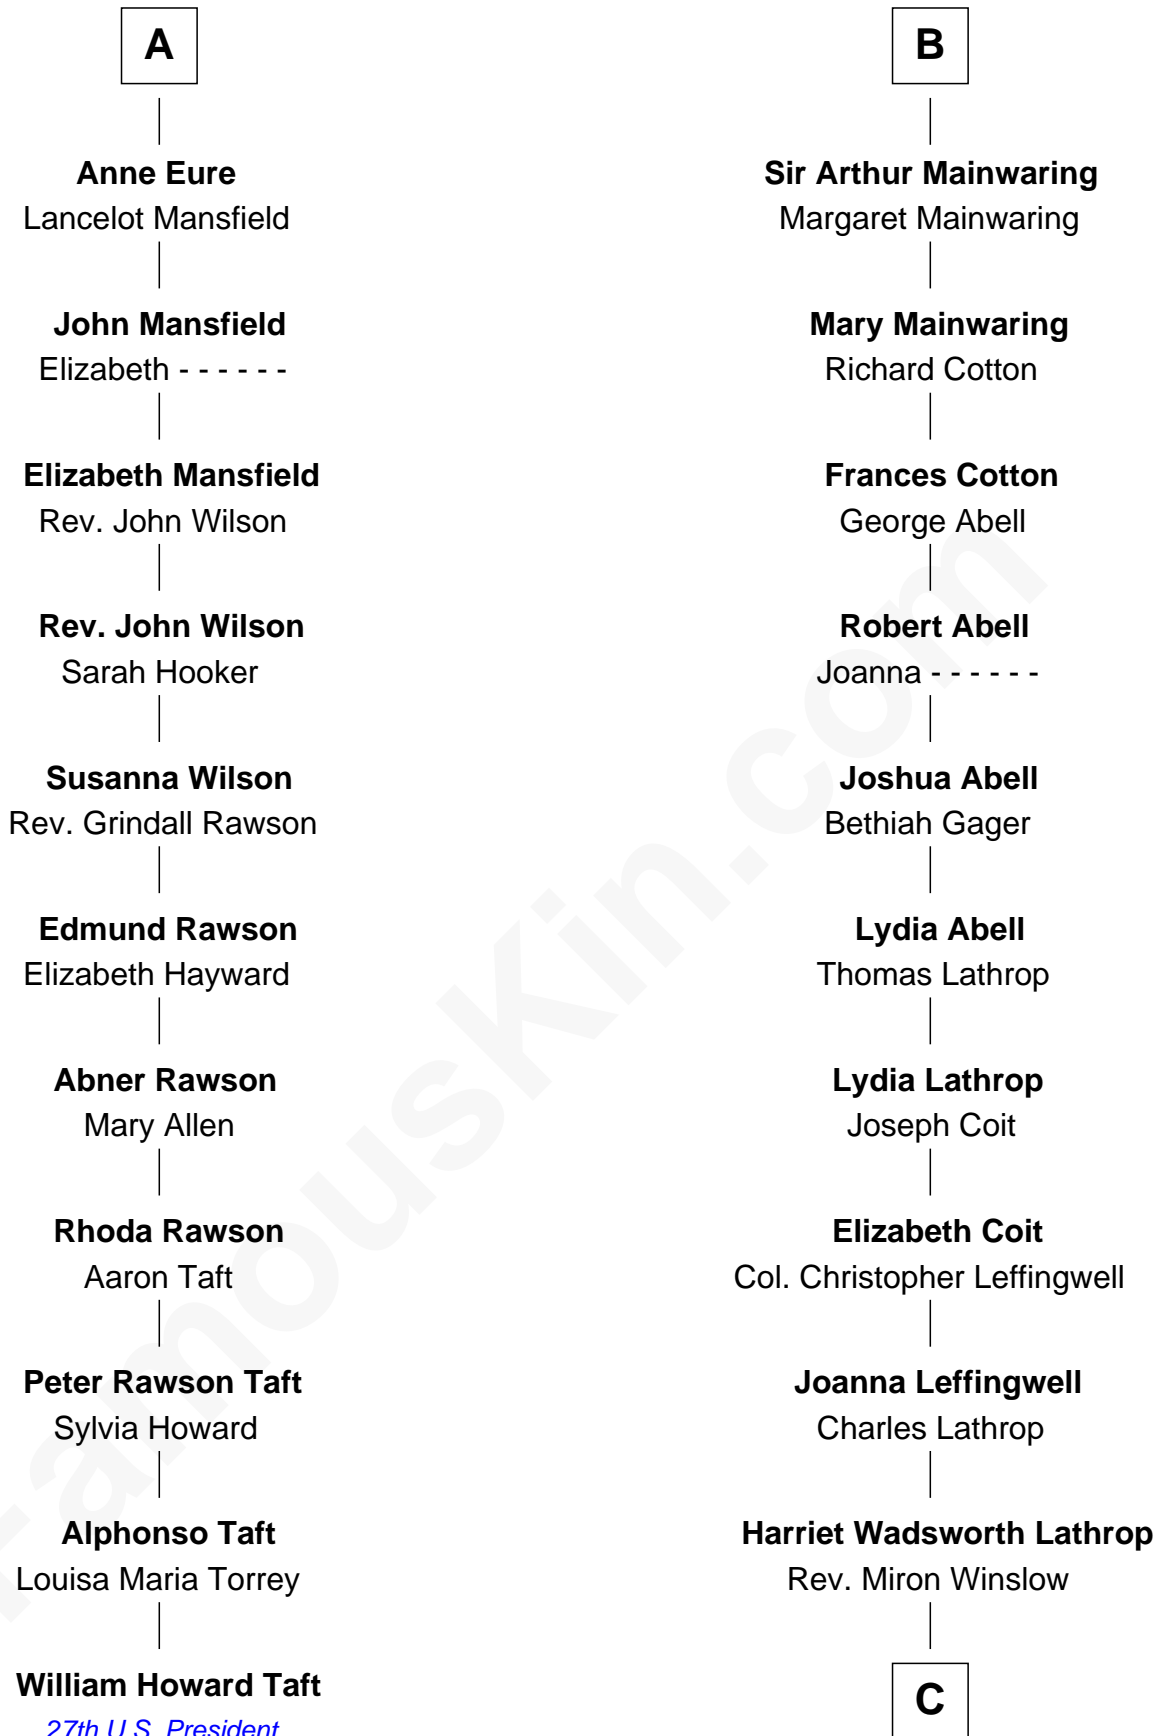 A
Anne Eure
Lancelot Mansfield
John Mansfield
Elizabeth - - - - - -
Elizabeth Mansfield
Rev. John Wilson
Rev. John Wilson
Sarah Hooker
Susanna Wilson
Rev. Grindall Rawson
Edmund Rawson
Elizabeth Hayward
Abner Rawson
Mary Allen
Rhoda Rawson
Aaron Taft
Peter Rawson Taft
Sylvia Howard
Alphonso Taft
Louisa Maria Torrey
William Howard Taft
27th U.S. President
B
Sir Arthur Mainwaring
Margaret Mainwaring
Mary Mainwaring
Richard Cotton
Frances Cotton
George Abell
Robert Abell
Joanna - - - - - -
Joshua Abell
Bethiah Gager
Lydia Abell
Thomas Lathrop
Lydia Lathrop
Joseph Coit
Elizabeth Coit
Col. Christopher Leffingwell
Joanna Leffingwell
Charles Lathrop
Harriet Wadsworth Lathrop
Rev. Miron Winslow
C
FamousKin.com